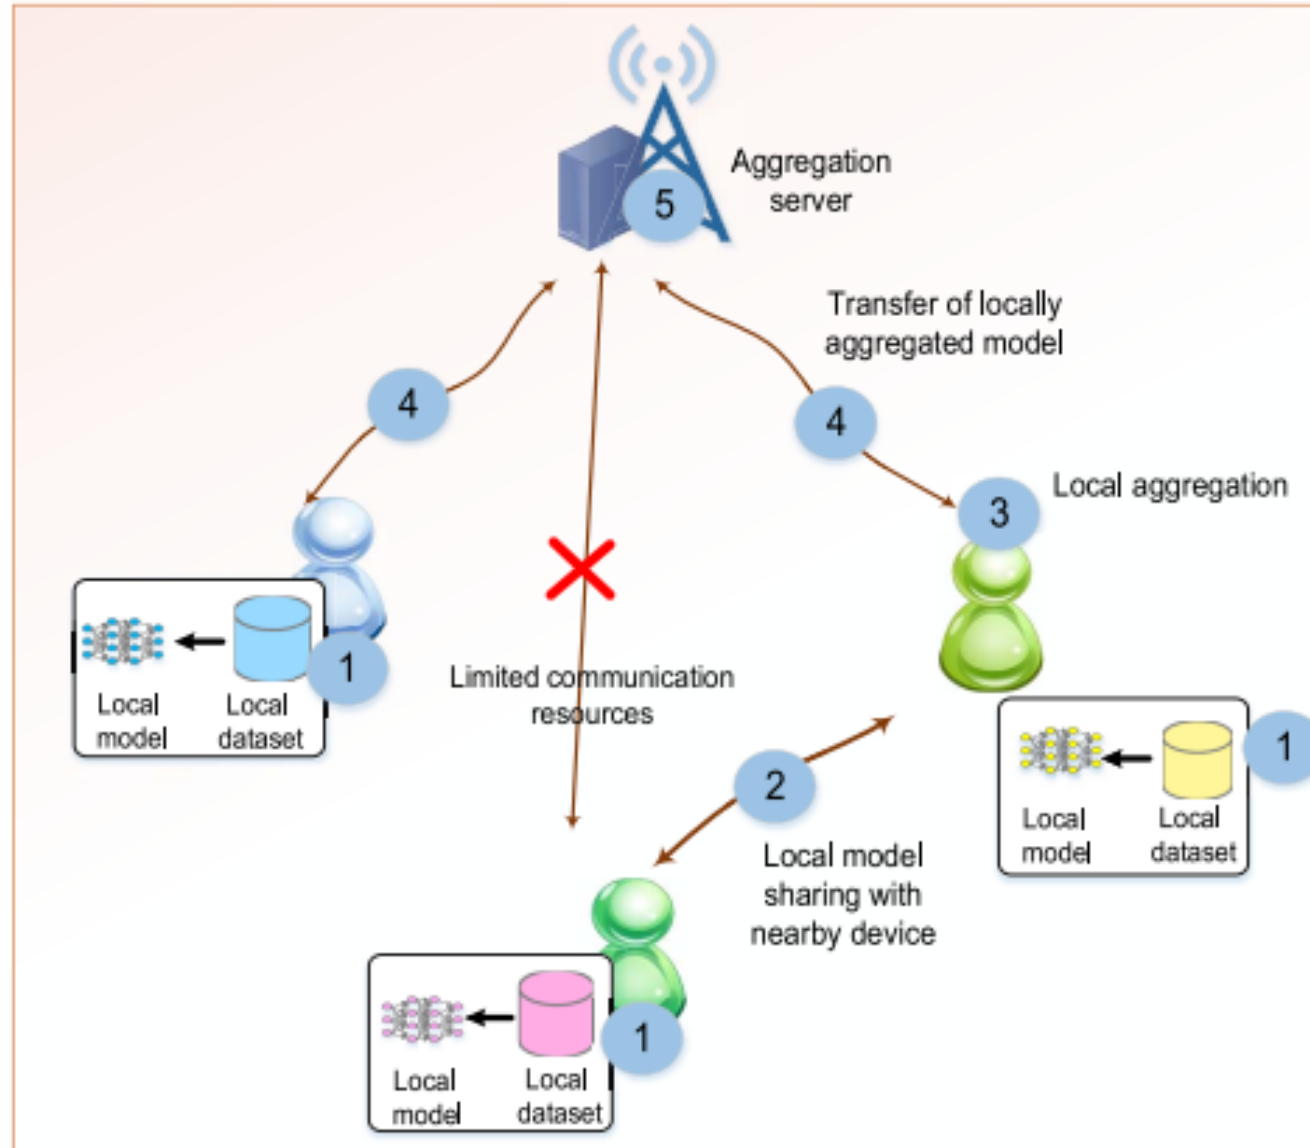 Aggregation
server
5
Transfer of locally
aggregated model
4
4
Local aggregation
3
Limited communication
resources
1
Local
model
Local
dataset
2
Local model
sharing with
nearby device
1
Local
model
Local
dataset
1
Local
model
Local
dataset